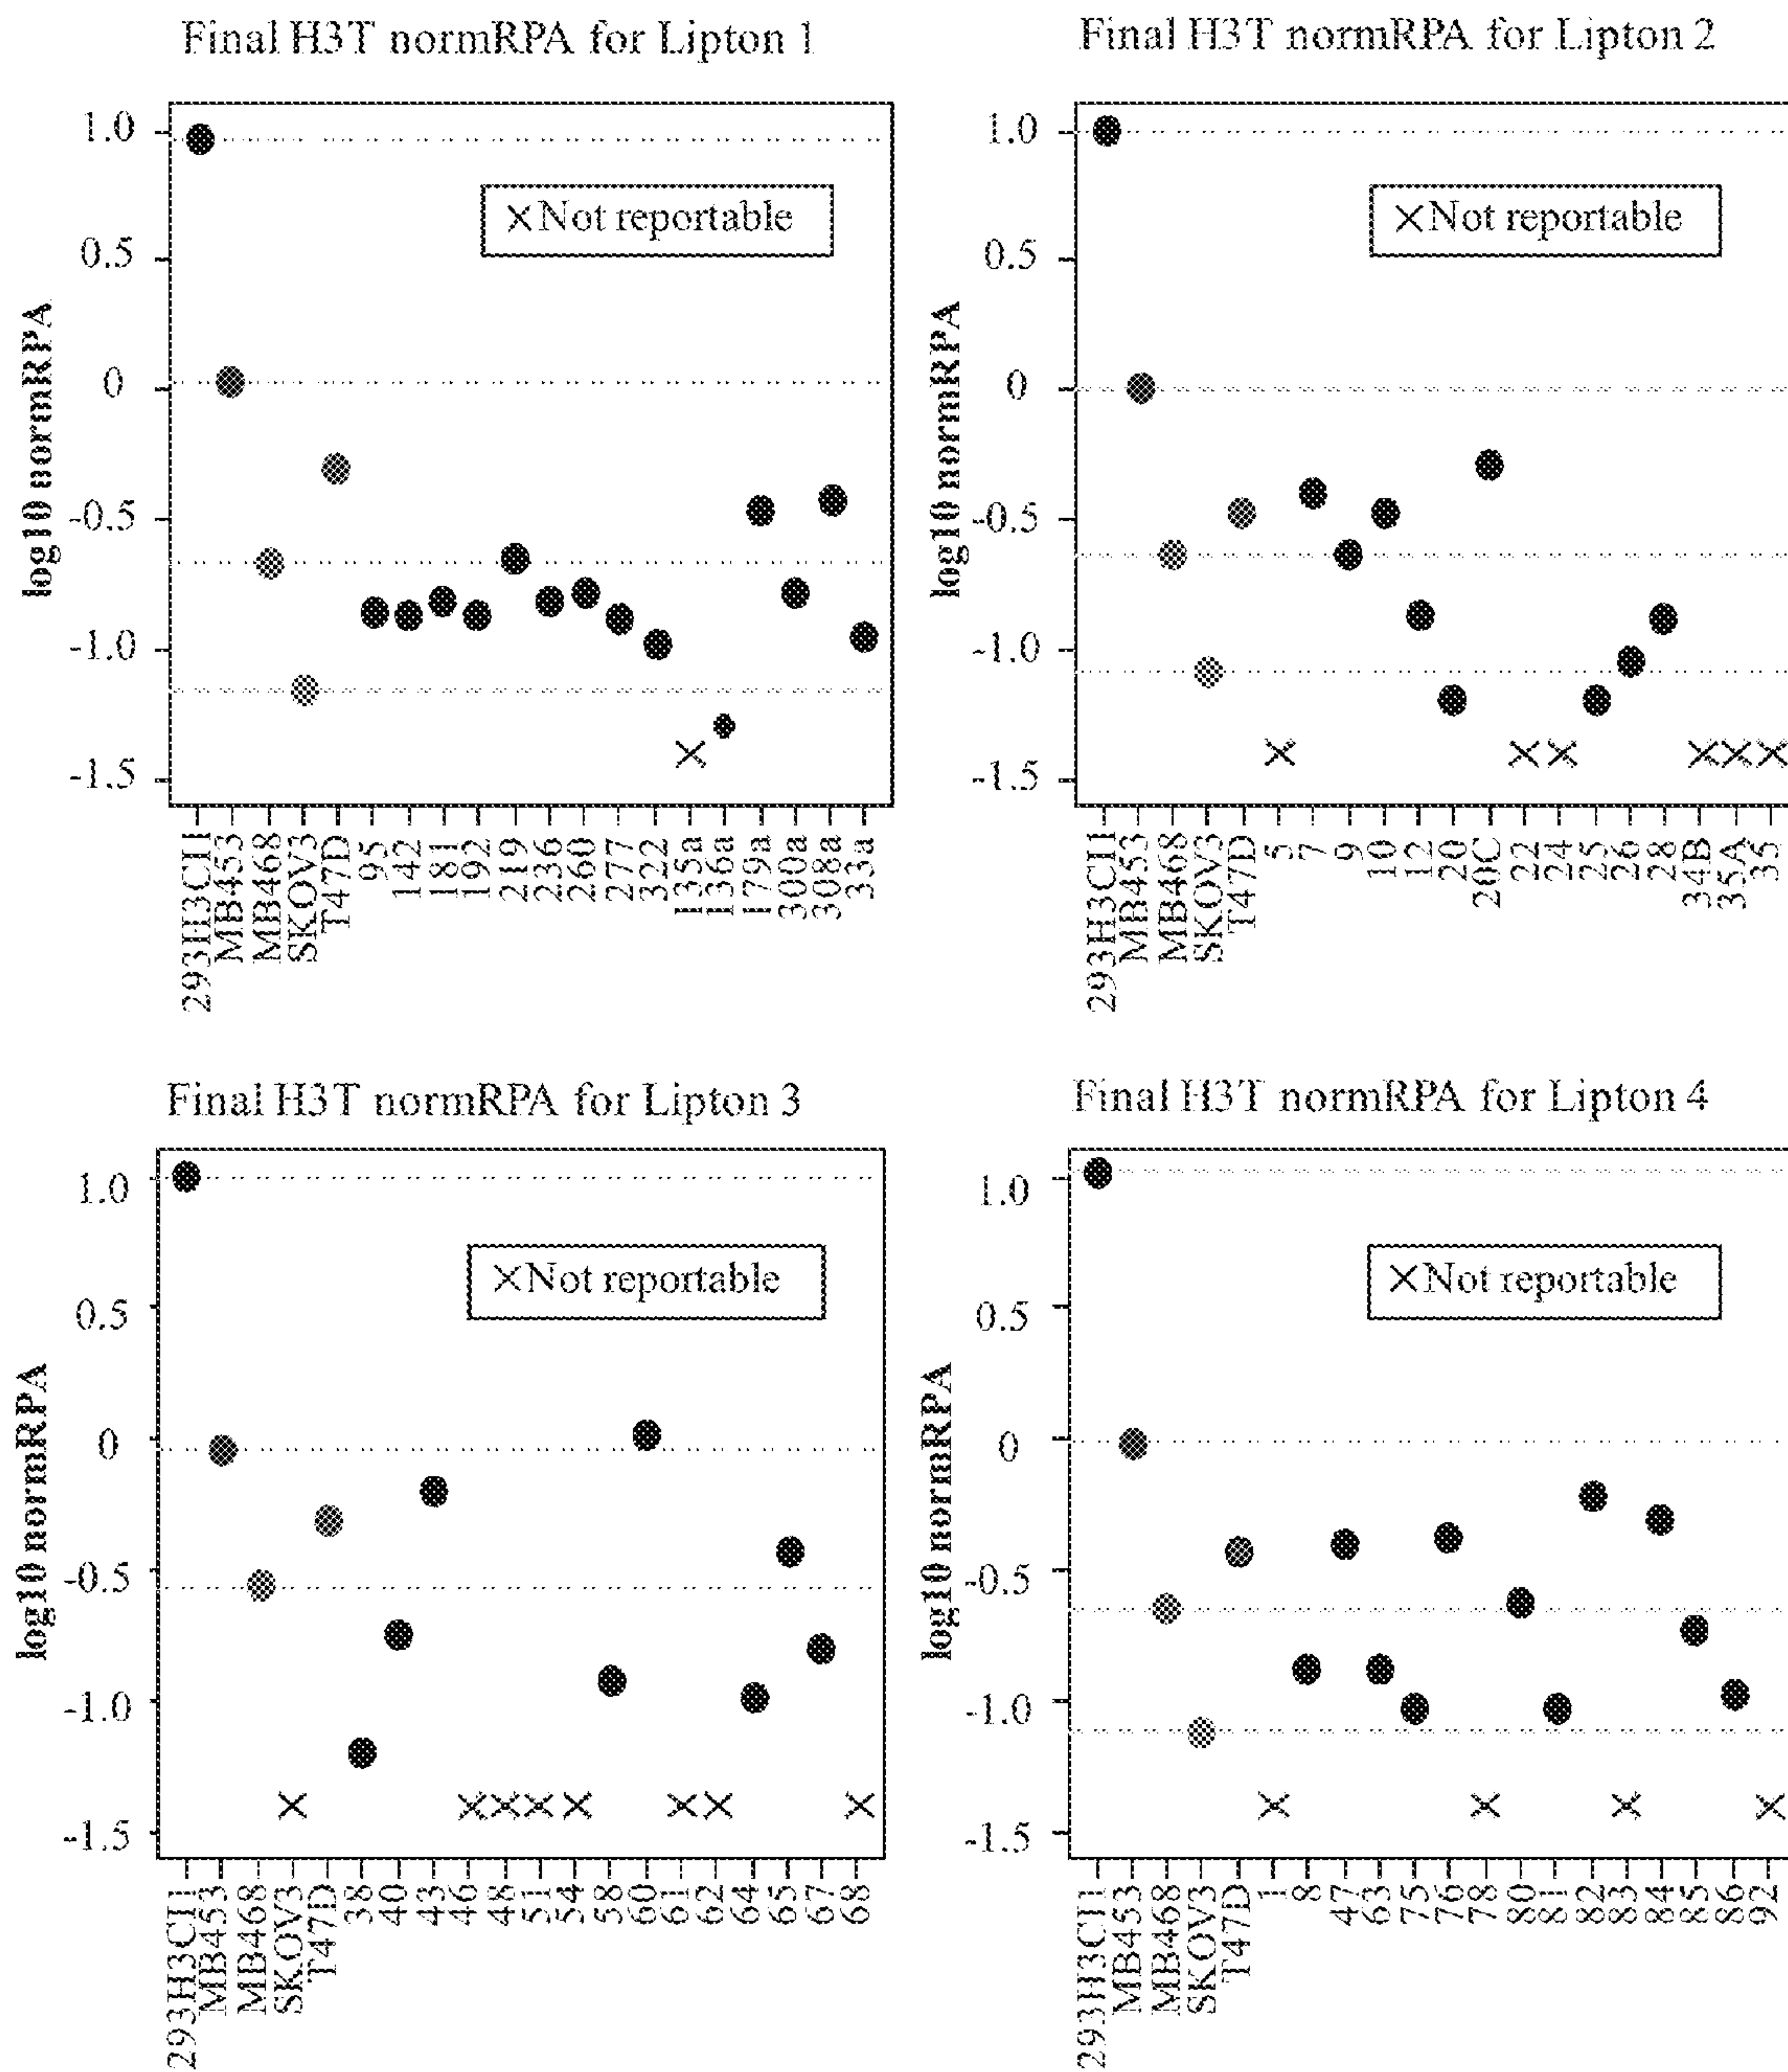 Final H3T normRPA for Lipton 1
log10 normRPA
1.0
0.5
0
-0.5
-1.0
-1.5
×Not reportable
293H3Cl1
MB453
MB468
SKOV3
T47D
95
142
181
192
219
236
260
277
322
135a
136a
179a
300a
308a
33a
Final H3T normRPA for Lipton 2
log10 normRPA
1.0
0.5
0
-0.5
-1.0
-1.5
×Not reportable
293H3Cl1
MB453
MB468
SKOV3
T47D
5
7
9
10
12
20
20C
22
24
25
26
28
34B
35A
35
Final H3T normRPA for Lipton 3
log10 normRPA
1.0
0.5
0
-0.5
-1.0
-1.5
×Not reportable
293H3Cl1
MB453
MB468
SKOV3
T47D
38
40
43
46
48
51
54
58
60
61
62
64
65
67
68
Final H3T normRPA for Lipton 4
log10 normRPA
1.0
0.5
0
-0.5
-1.0
-1.5
×Not reportable
293H3Cl1
MB453
MB468
SKOV3
T47D
1
8
47
63
75
76
78
80
81
82
83
84
85
86
92